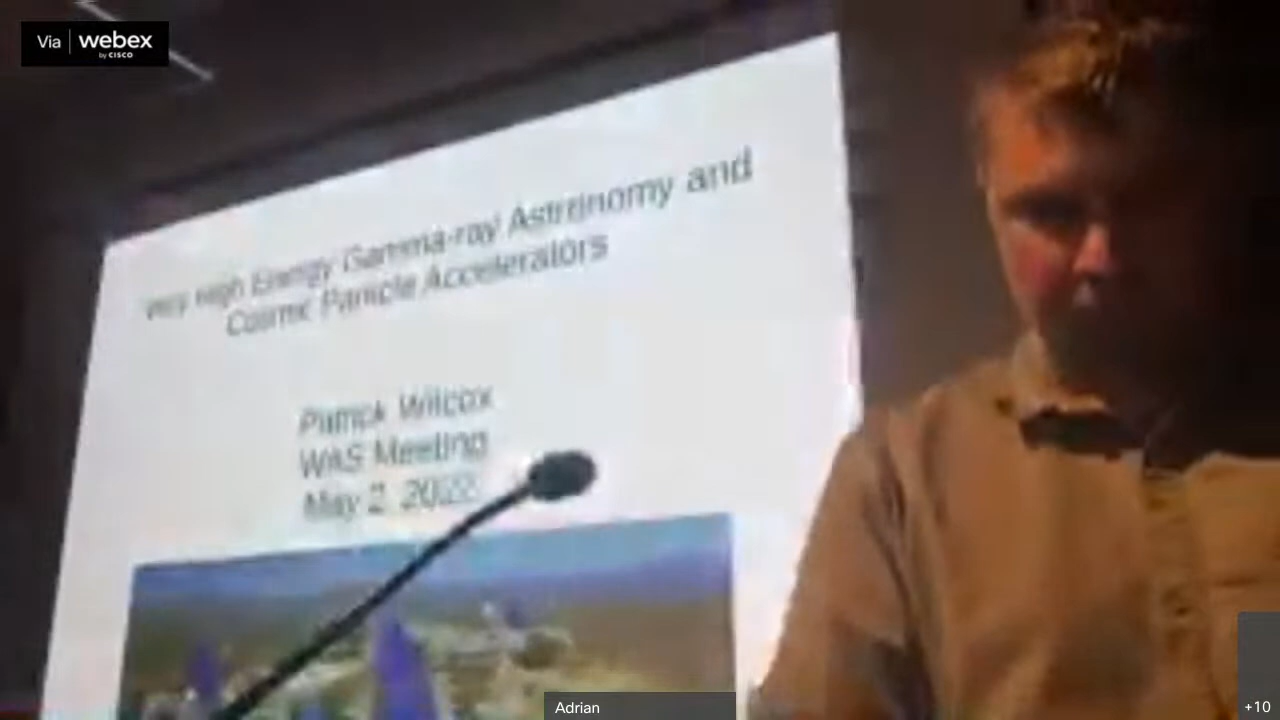 Via webex
by CISCO
Very High Energy Gamma-ray Astronomy and
Cosmic Particle Accelerators
Patrick Wilcox
WAS Meeting
May 2, 2022
Adrian
+10